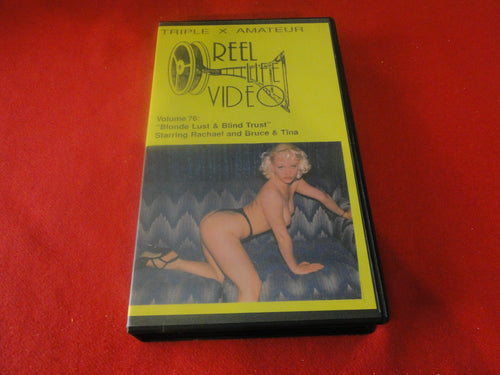 TRIPLE X AMATEUR
REEL
LIFE
VIDEO
Volume 76:
"Blonde Lust & Blind Trust"
Starring Rachael and Bruce & Tina